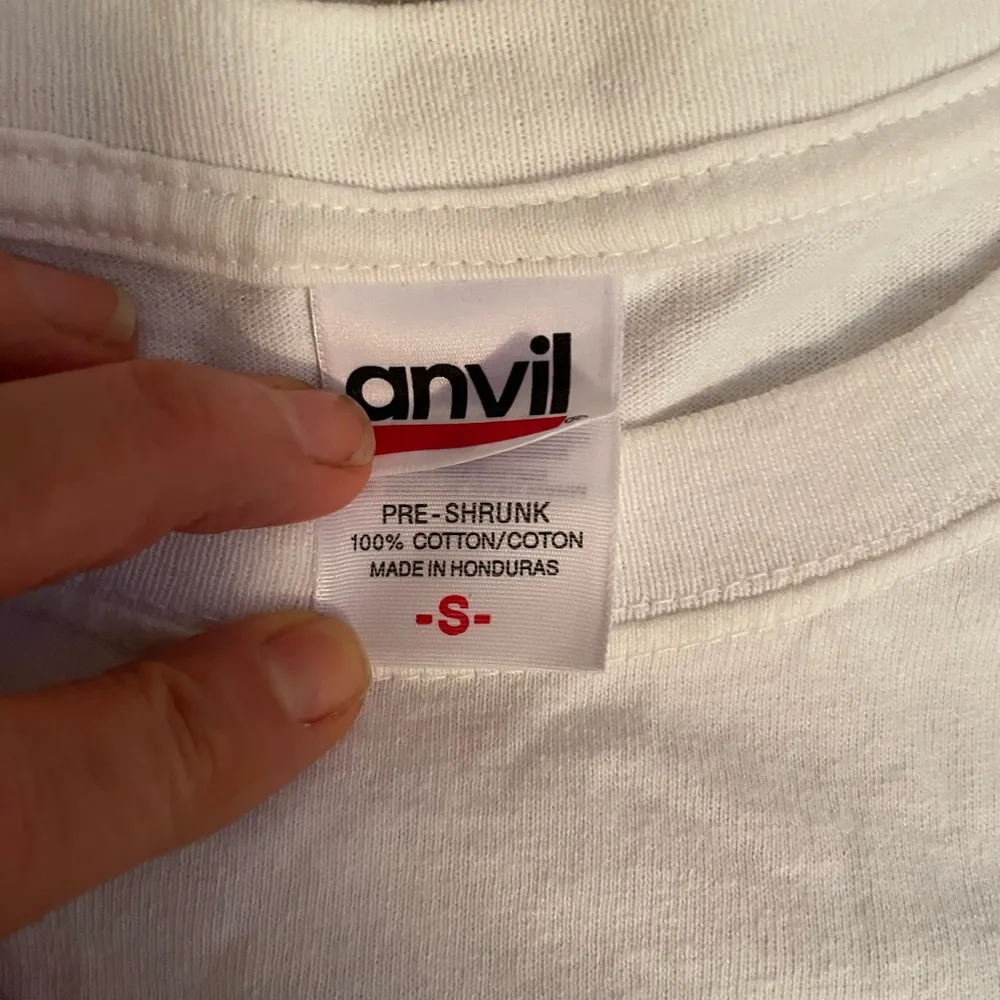 anvil®
PRE-SHRUNK
100% COTTON/COTON
MADE IN HONDURAS
-S-